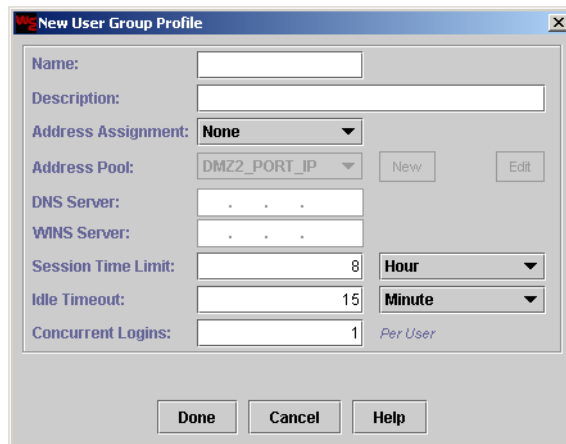 New User Group Profile
Name:
Description:
Address Assignment: None
Address Pool: DMZ2_PORT_IP New Edit
DNS Server: . . .
WINS Server: . . .
Session Time Limit: 8 Hour
Idle Timeout: 15 Minute
Concurrent Logins: 1 Per User
Done Cancel Help